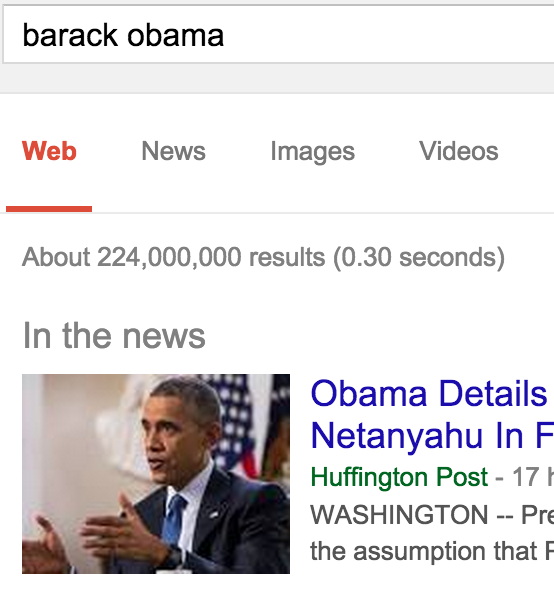 barack obama
Web News Images Videos
About 224,000,000 results (0.30 seconds)
In the news
Obama Details
Netanyahu In F
Huffington Post - 17 h
WASHINGTON -- Pre
the assumption that P